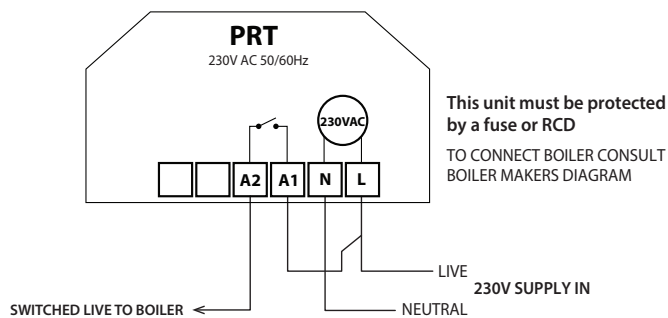 PRT
230V AC 50/60Hz
230VAC
A2 A1 N L
This unit must be protected
by a fuse or RCD
TO CONNECT BOILER CONSULT
BOILER MAKERS DIAGRAM
LIVE
230V SUPPLY IN
NEUTRAL
SWITCHED LIVE TO BOILER